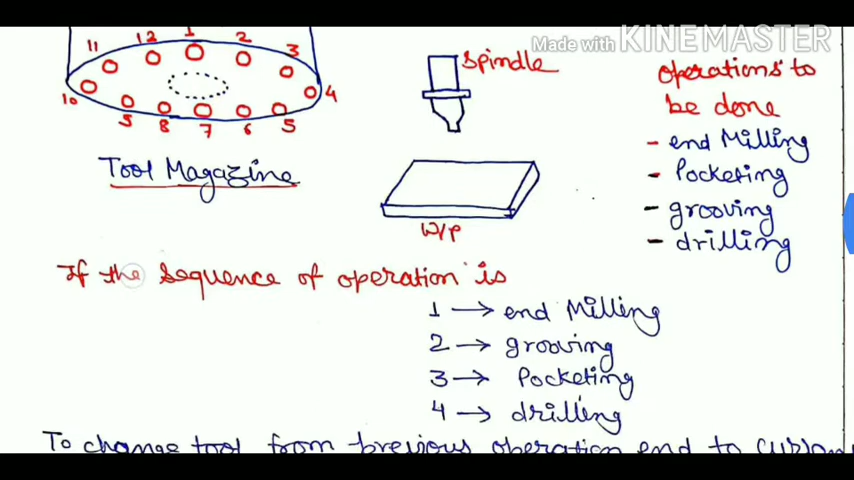 Made with KINEMASTER
11 12 1 2 3
10 4
9 8 7 6 5
Tool Magazine
Spindle
W/P
operations to
be done
- end Milling
- Pocketing
- grooving
- drilling
If the sequence of operation is
1 → end Milling
2 → grooving
3 → Pocketing
4 → drilling
To change tool from previous operation end to